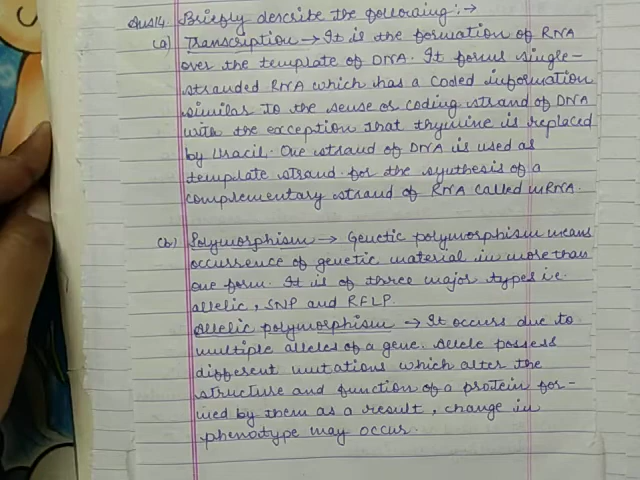 Ans14. Briefly describe the following:→
(a) Transcription → It is the formation of RNA
over the template of DNA. It forms single-
stranded RNA which has a coded information
similar to the sense or coding strand of DNA
with the exception that thymine is replaced
by Uracil. One strand of DNA is used as
template strand for the synthesis of a
complementary strand of RNA called mRNA.
(b) Polymorphism → Genetic polymorphism means
occurrence of genetic material in more than
one form. It is of three major types i.e.
allelic, SNP and RFLP.
Allelic polymorphism → It occurs due to
multiple alleles of a gene. Allele possess
different mutations which alter the
structure and function of a protein for-
med by them as a result, change in
phenotype may occur.